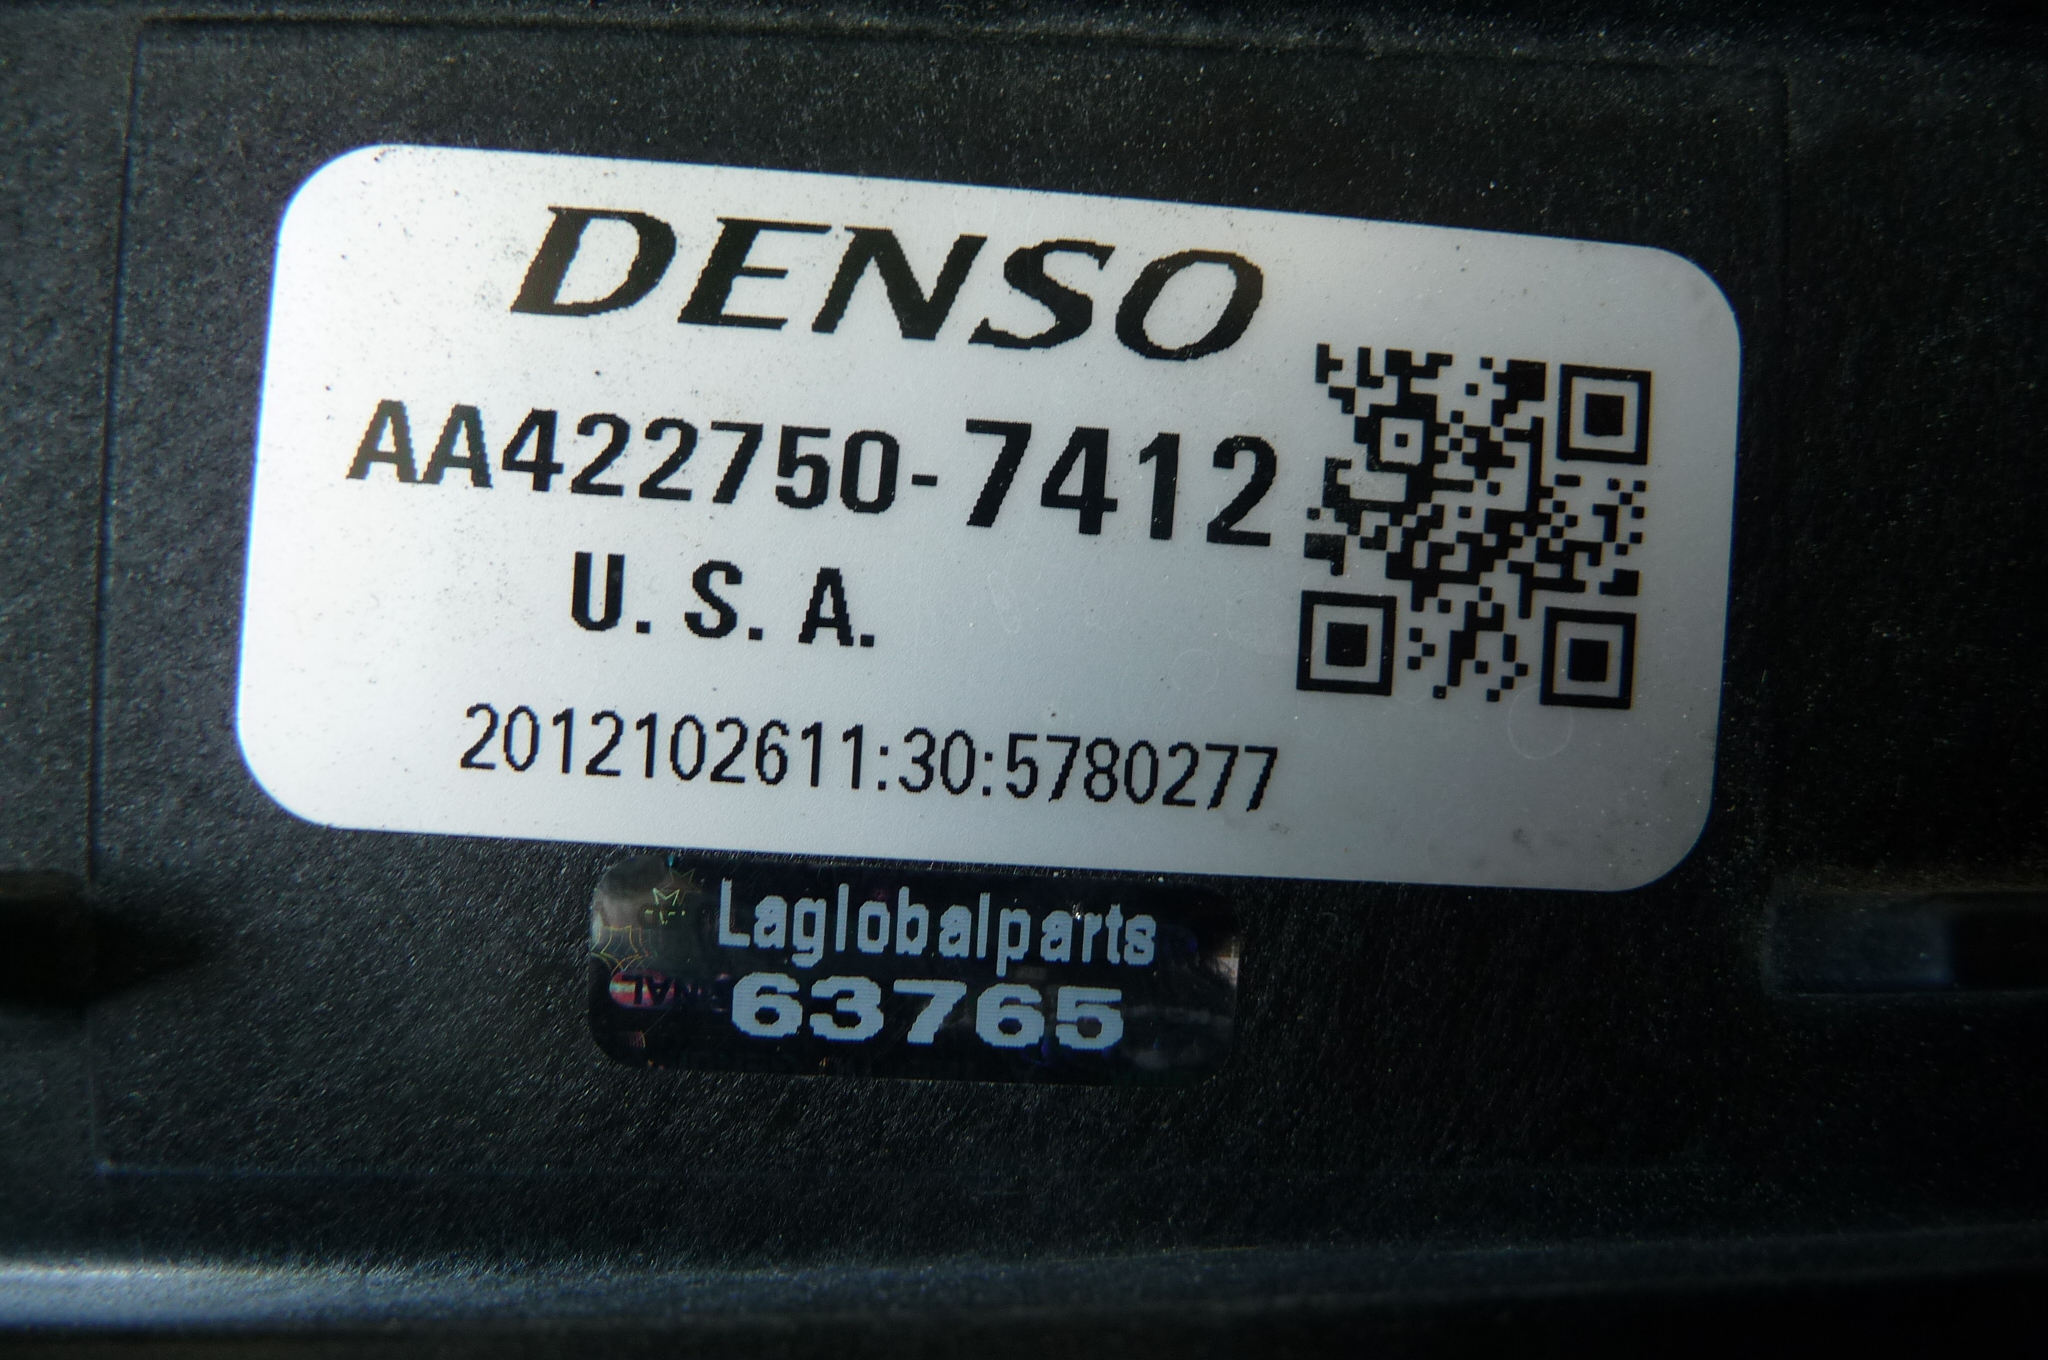 DENSO
AA422750-7412
U. S. A.
2012102611:30:5780277
Laglobalparts
63765